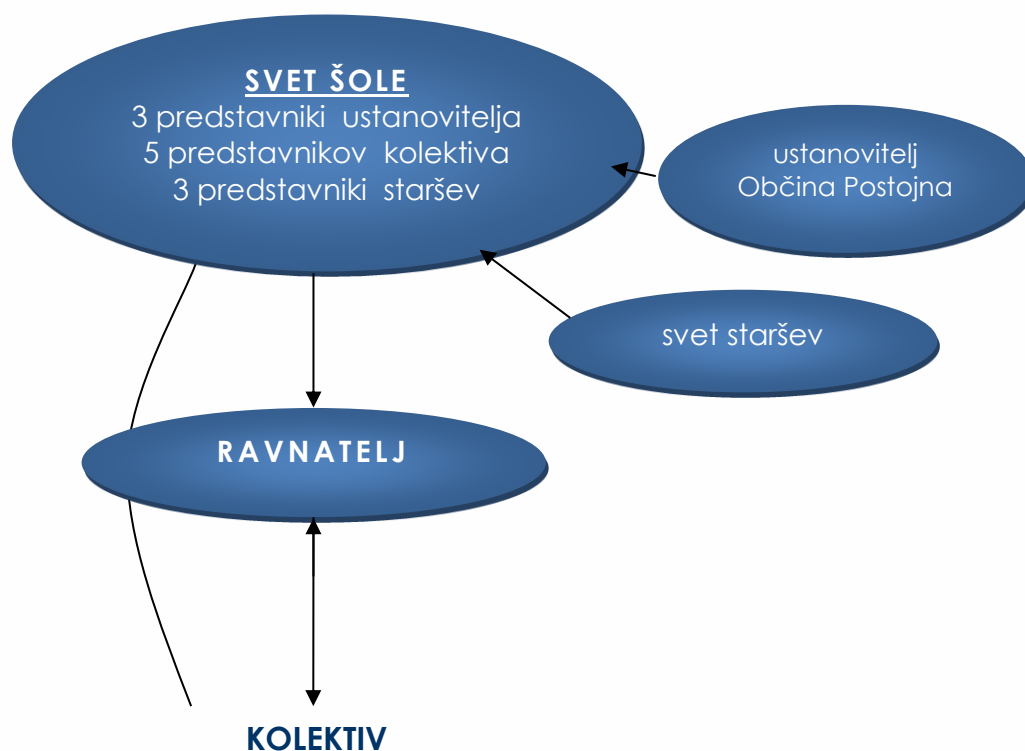 SVET ŠOLE
3 predstavniki ustanovitelja
5 predstavnikov kolektiva
3 predstavniki staršev
ustanovitelj
Občina Postojna
svet staršev
RAVNATELJ
KOLEKTIV